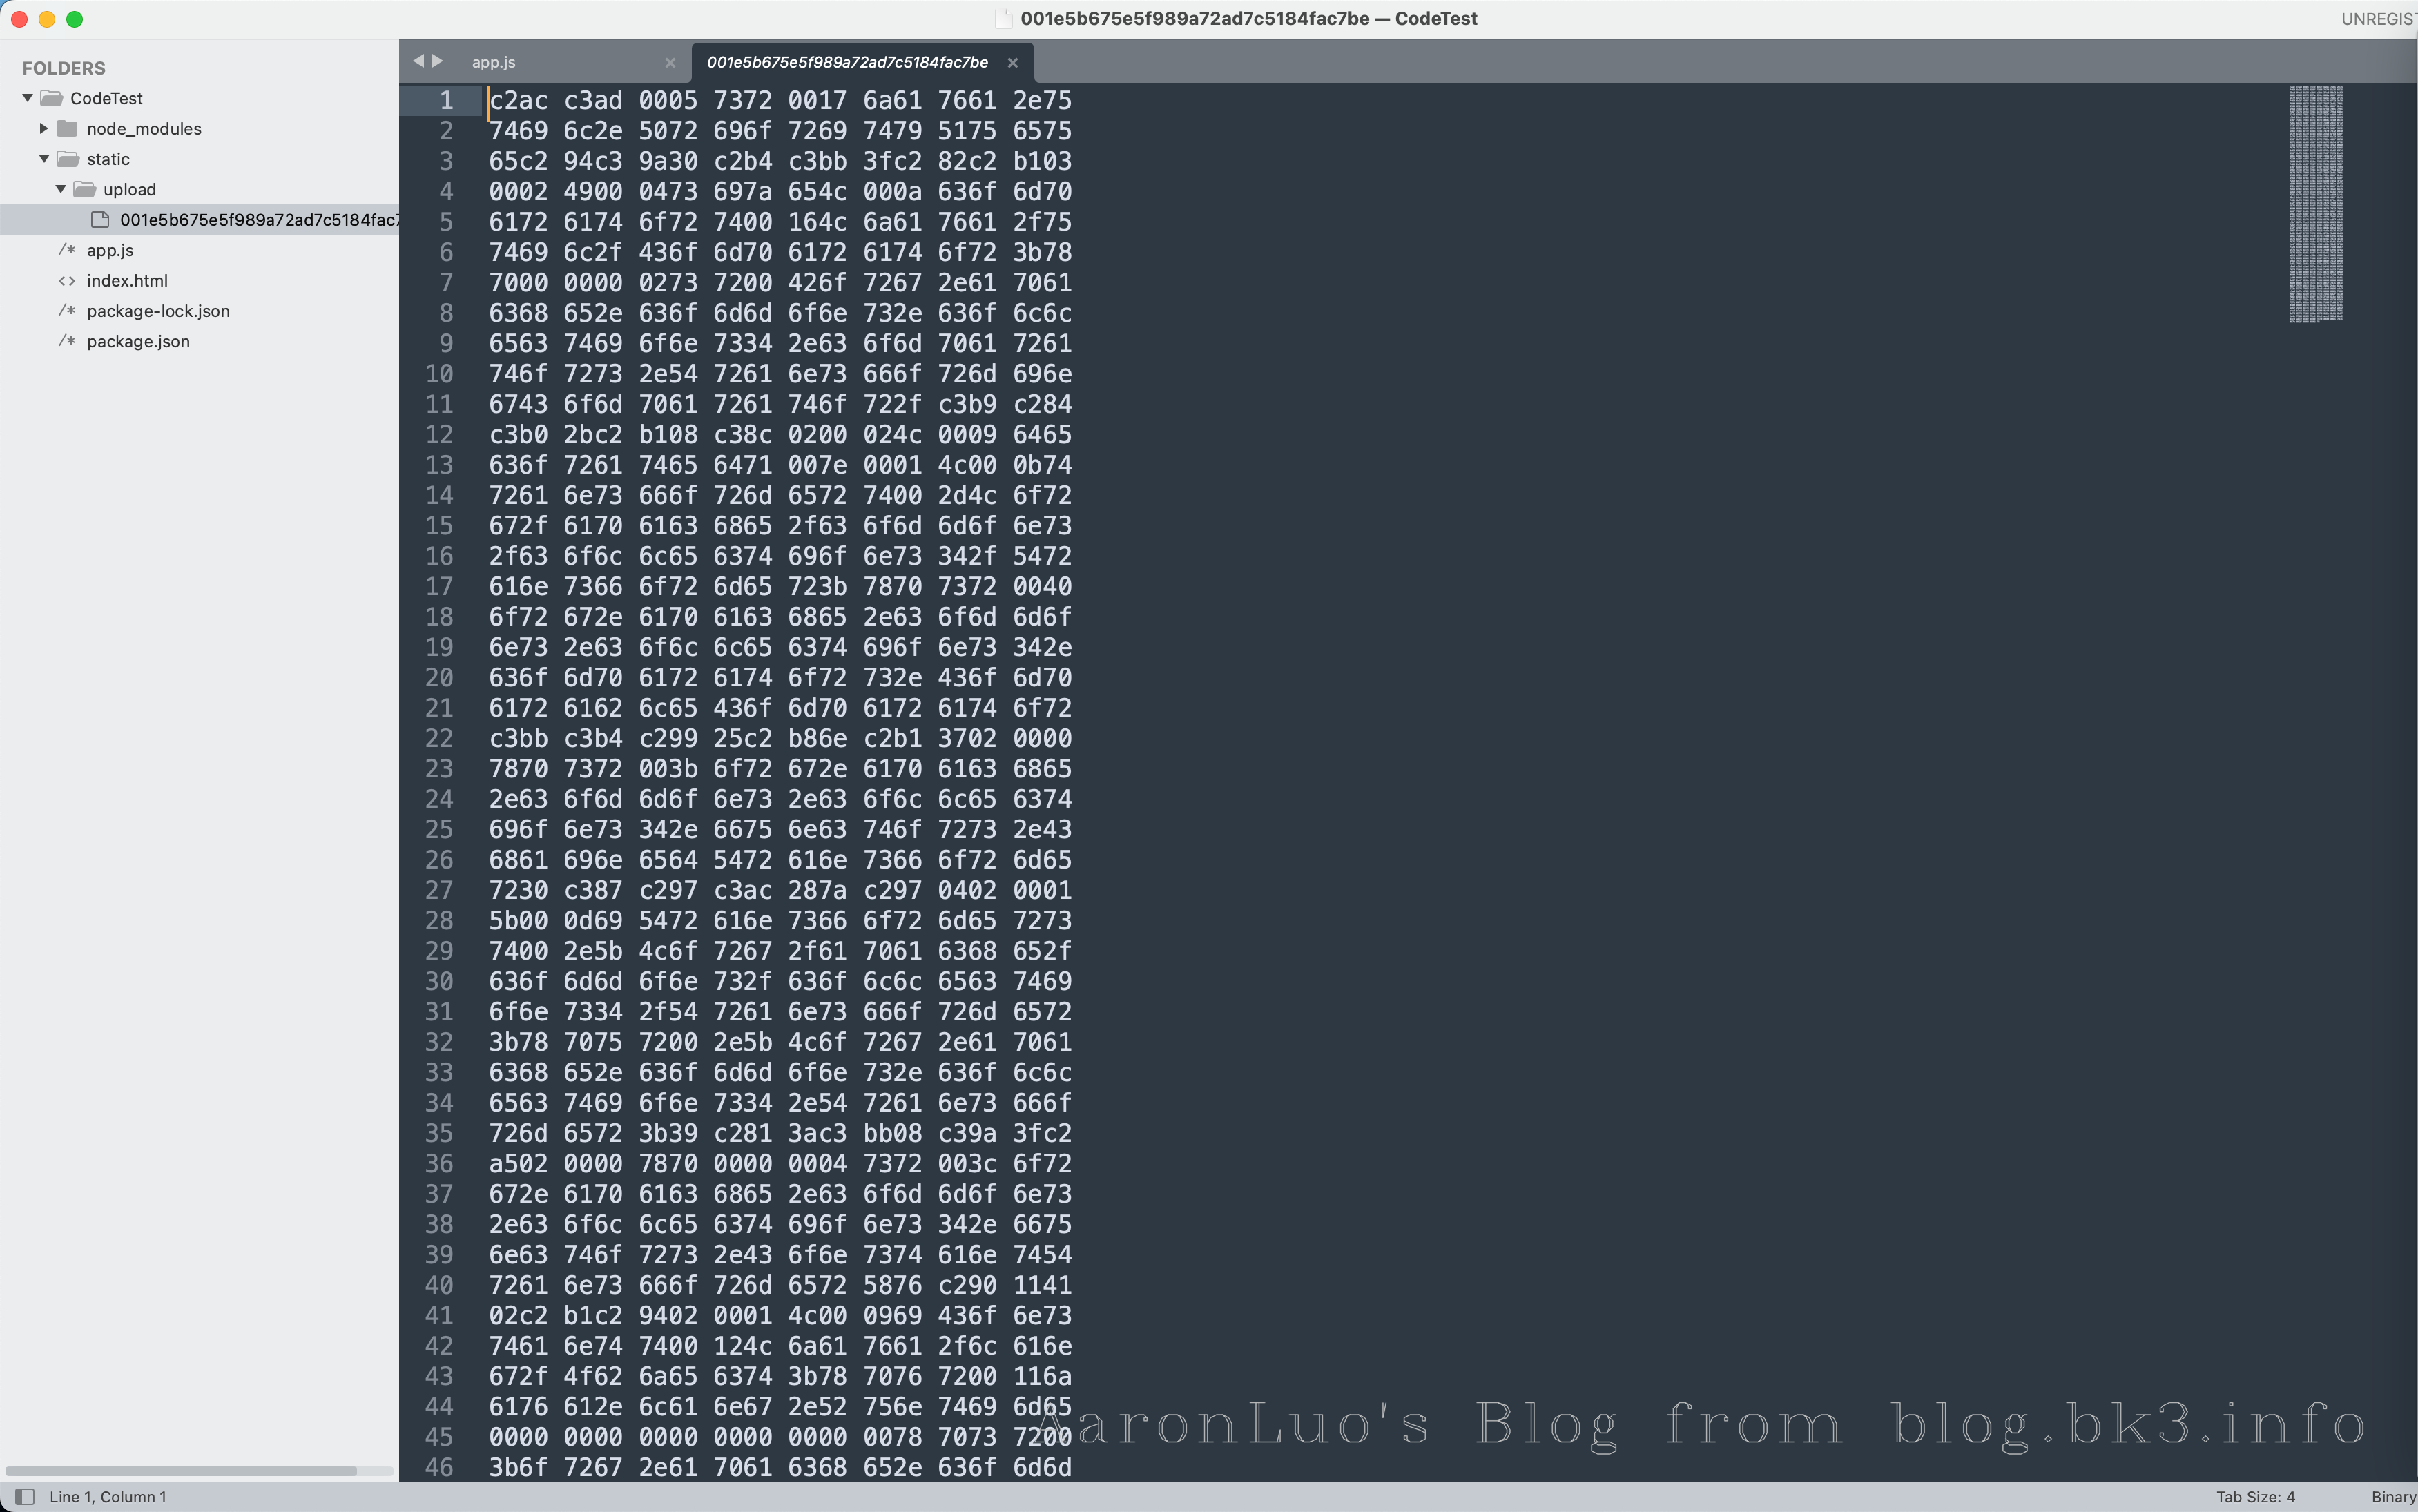 001e5b675e5f989a72ad7c5184fac7be — CodeTest
UNREGIST
FOLDERS
CodeTest
node_modules
static
upload
001e5b675e5f989a72ad7c5184fac7
/* app.js
<> index.html
/* package-lock.json
/* package.json
app.js ×
001e5b675e5f989a72ad7c5184fac7be ×
1 c2ac c3ad 0005 7372 0017 6a61 7661 2e75
2 7469 6c2e 5072 696f 7269 7479 5175 6575
3 65c2 94c3 9a30 c2b4 c3bb 3fc2 82c2 b103
4 0002 4900 0473 697a 654c 000a 636f 6d70
5 6172 6174 6f72 7400 164c 6a61 7661 2f75
6 7469 6c2f 436f 6d70 6172 6174 6f72 3b78
7 7000 0000 0273 7200 426f 7267 2e61 7061
8 6368 652e 636f 6d6d 6f6e 732e 636f 6c6c
9 6563 7469 6f6e 7334 2e63 6f6d 7061 7261
10 746f 7273 2e54 7261 6e73 666f 726d 696e
11 6743 6f6d 7061 7261 746f 722f c3b9 c284
12 c3b0 2bc2 b108 c38c 0200 024c 0009 6465
13 636f 7261 7465 6471 007e 0001 4c00 0b74
14 7261 6e73 666f 726d 6572 7400 2d4c 6f72
15 672f 6170 6163 6865 2f63 6f6d 6d6f 6e73
16 2f63 6f6c 6c65 6374 696f 6e73 342f 5472
17 616e 7366 6f72 6d65 723b 7870 7372 0040
18 6f72 672e 6170 6163 6865 2e63 6f6d 6d6f
19 6e73 2e63 6f6c 6c65 6374 696f 6e73 342e
20 636f 6d70 6172 6174 6f72 732e 436f 6d70
21 6172 6162 6c65 436f 6d70 6172 6174 6f72
22 c3bb c3b4 c299 25c2 b86e c2b1 3702 0000
23 7870 7372 003b 6f72 672e 6170 6163 6865
24 2e63 6f6d 6d6f 6e73 2e63 6f6c 6c65 6374
25 696f 6e73 342e 6675 6e63 746f 7273 2e43
26 6861 696e 6564 5472 616e 7366 6f72 6d65
27 7230 c387 c297 c3ac 287a c297 0402 0001
28 5b00 0d69 5472 616e 7366 6f72 6d65 7273
29 7400 2e5b 4c6f 7267 2f61 7061 6368 652f
30 636f 6d6d 6f6e 732f 636f 6c6c 6563 7469
31 6f6e 7334 2f54 7261 6e73 666f 726d 6572
32 3b78 7075 7200 2e5b 4c6f 7267 2e61 7061
33 6368 652e 636f 6d6d 6f6e 732e 636f 6c6c
34 6563 7469 6f6e 7334 2e54 7261 6e73 666f
35 726d 6572 3b39 c281 3ac3 bb08 c39a 3fc2
36 a502 0000 7870 0000 0004 7372 003c 6f72
37 672e 6170 6163 6865 2e63 6f6d 6d6f 6e73
38 2e63 6f6c 6c65 6374 696f 6e73 342e 6675
39 6e63 746f 7273 2e43 6f6e 7374 616e 7454
40 7261 6e73 666f 726d 6572 5876 c290 1141
41 02c2 b1c2 9402 0001 4c00 0969 436f 6e73
42 7461 6e74 7400 124c 6a61 7661 2f6c 616e
43 672f 4f62 6a65 6374 3b78 7076 7200 116a
44 6176 612e 6c61 6e67 2e52 756e 7469 6d65
45 0000 0000 0000 0000 0000 0078 7073 7200
46 3b6f 7267 2e61 7061 6368 652e 636f 6d6d
AaronLuo's Blog from blog.bk3.info
Line 1, Column 1
Tab Size: 4
Binary